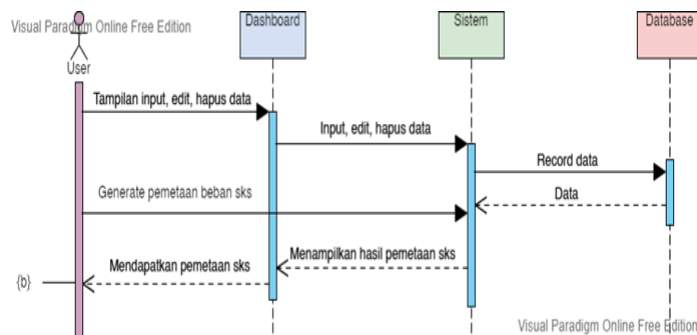 Visual Paradigm Online Free Edition
Dashboard
Sistem
Database
User
Tampilan input, edit, hapus data
Input, edit, hapus data
Record data
Data
Generate pemetaan beban sks
Menampilkan hasil pemetaan sks
Mendapatkan pemetaan sks
{b}
Visual Paradigm Online Free Edition